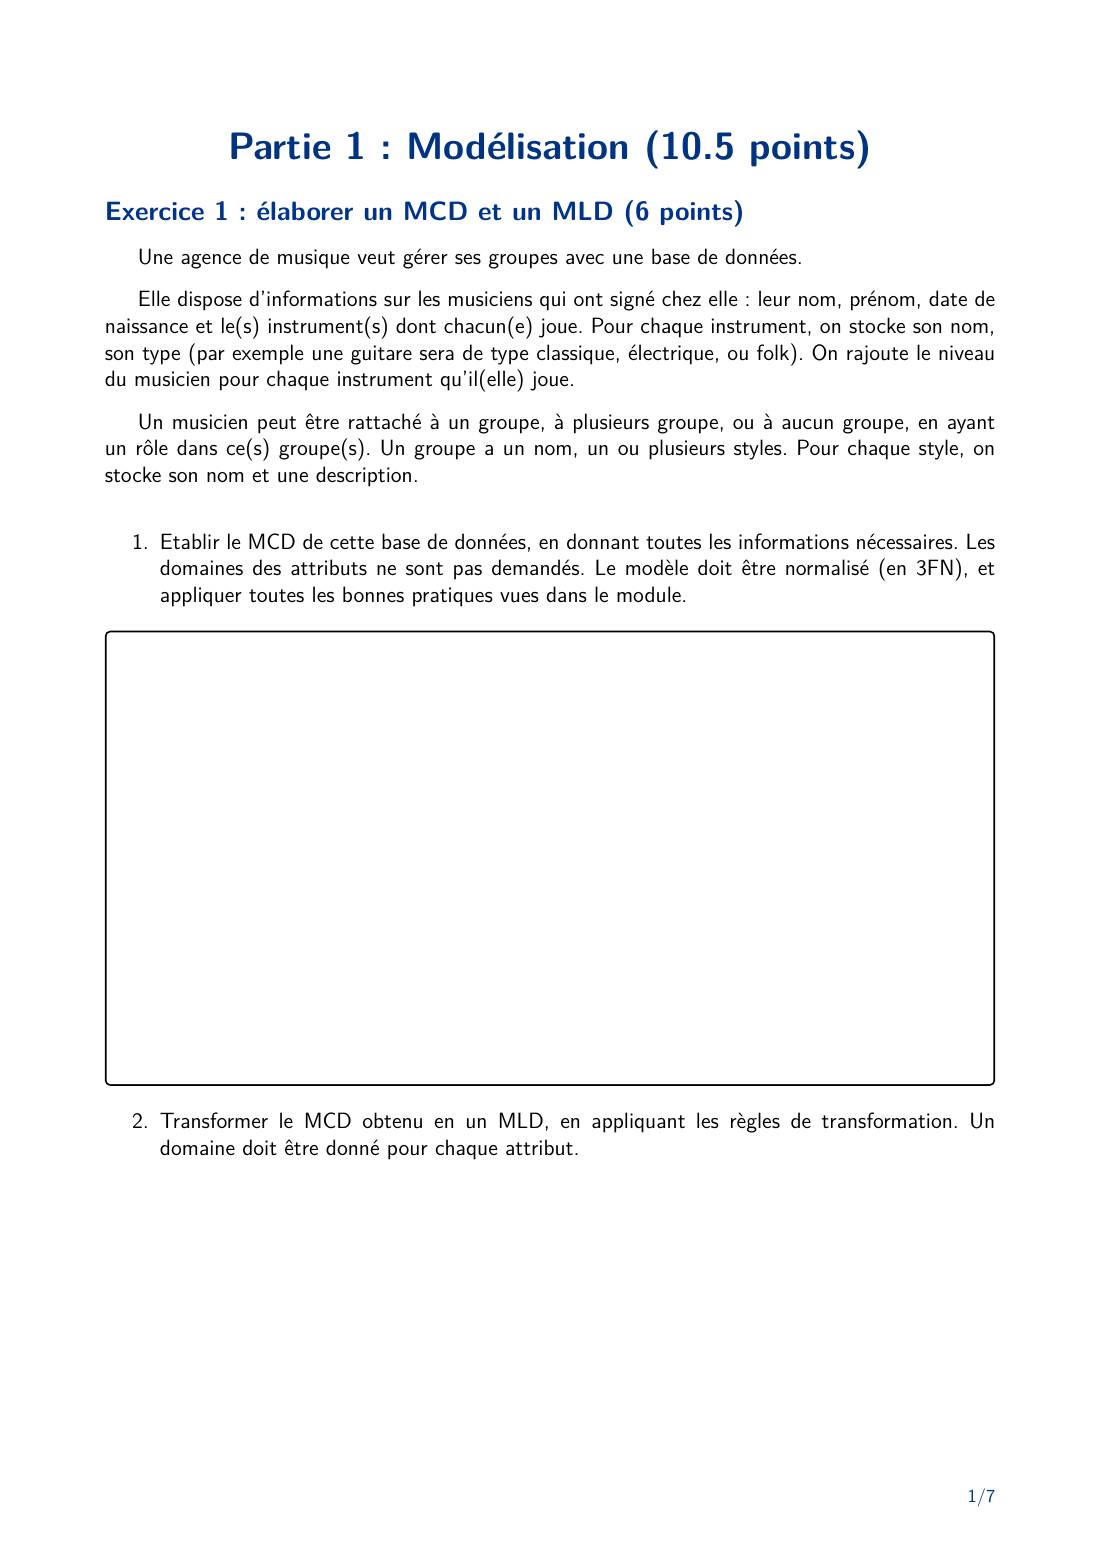 Partie 1 : Modélisation (10.5 points)
Exercice 1 : élaborer un MCD et un MLD (6 points)
Une agence de musique veut gérer ses groupes avec une base de données.
Elle dispose d'informations sur les musiciens qui ont signé chez elle : leur nom, prénom, date de
naissance et le(s) instrument(s) dont chacun(e) joue. Pour chaque instrument, on stocke son nom,
son type (par exemple une guitare sera de type classique, électrique, ou folk). On rajoute le niveau
du musicien pour chaque instrument qu'il(elle) joue.
Un musicien peut être rattaché à un groupe, à plusieurs groupe, ou à aucun groupe, en ayant
un rôle dans ce(s) groupe(s). Un groupe a un nom, un ou plusieurs styles. Pour chaque style, on
stocke son nom et une description.
1. Etablir le MCD de cette base de données, en donnant toutes les informations nécessaires. Les
domaines des attributs ne sont pas demandés. Le modèle doit être normalisé (en 3FN), et
appliquer toutes les bonnes pratiques vues dans le module.
2. Transformer le MCD obtenu en un MLD, en appliquant les règles de transformation. Un
domaine doit être donné pour chaque attribut.
1/7